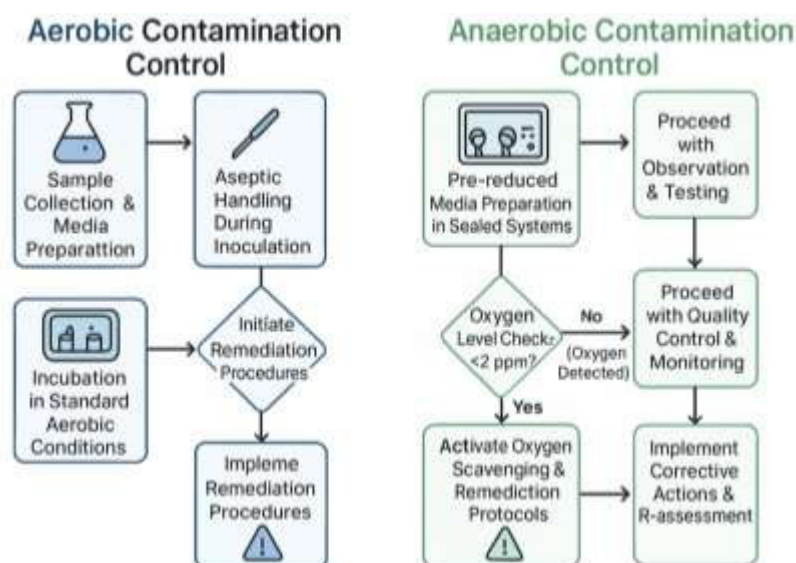 Aerobic Contamination
Control
Sample
Collection &
Media
Preparattion
Aseptic
Handling
During
Inoculation
Incubation
in Standard
Aerobic
Conditions
Initiate
Remediation
Procedures
Impleme
Remediation
Procedures
Anaerobic Contamination
Control
Pre-reduced
Media Preparation
in Sealed Systems
Proceed
with
Observation
& Testing
Oxygen
Level Check:
<2 ppm?
No
(Oxygen
Detected)
Proceed
with Quality
Control &
Monitoring
Yes
Activate Oxygen
Scavenging &
Remediction
Protocols
Implement
Corrective
Actions &
R-assessment